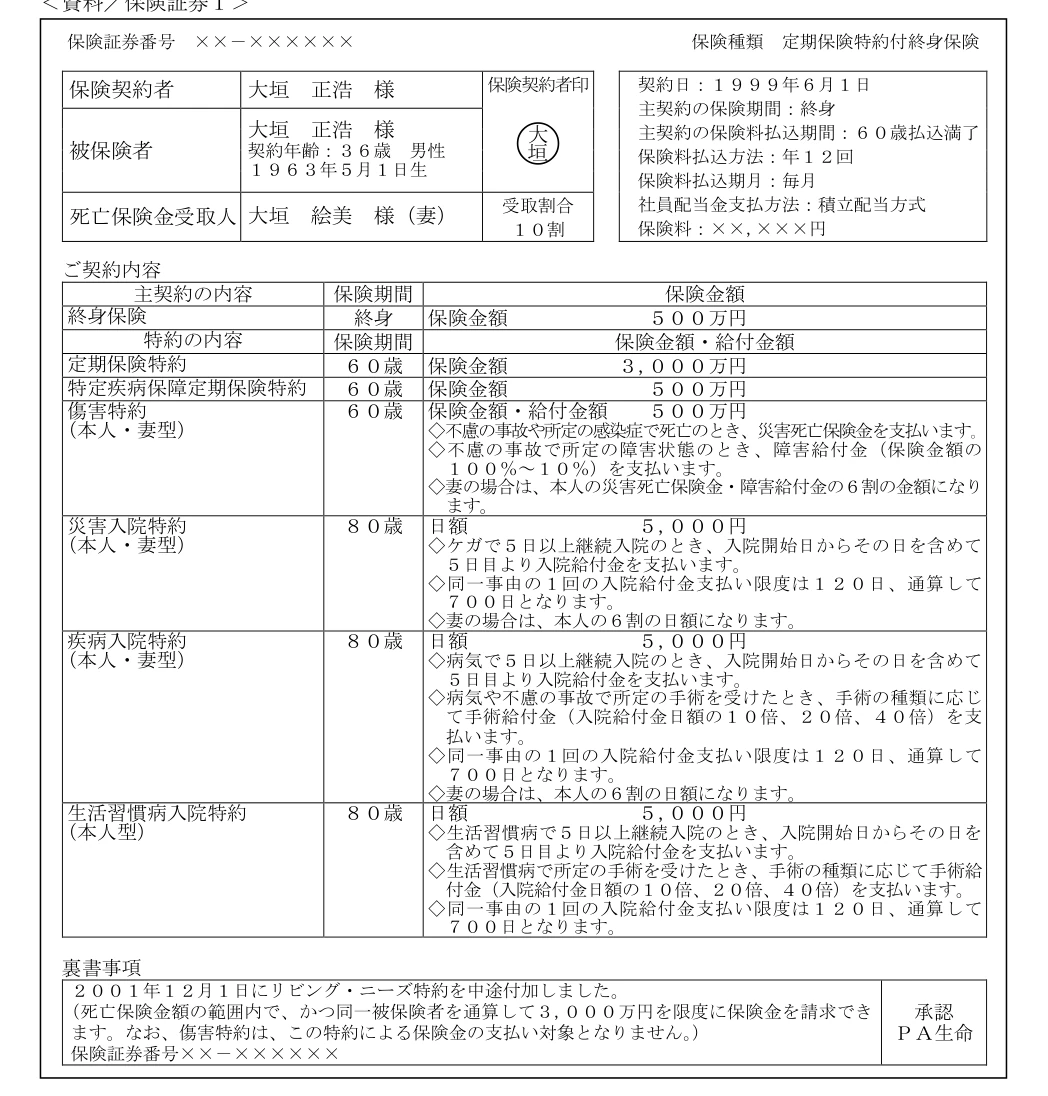 ＜資料／保険証券１＞
保険証券番号　××－××××××
保険種類　定期保険特約付終身保険
保険契約者
大垣　正浩　様
保険契約者印
被保険者
大垣　正浩　様
契約年齢：３６歳　男性
１９６３年５月１日生
大垣
死亡保険金受取人
大垣　絵美　様（妻）
受取割合
１０割
契約日：１９９９年６月１日
主契約の保険期間：終身
主契約の保険料払込期間：６０歳払込満了
保険料払込方法：年１２回
保険料払込期月：毎月
社員配当金支払方法：積立配当方式
保険料：××,×××円
ご契約内容
主契約の内容　保険期間　保険金額
終身保険　終身　保険金額　５００万円
特約の内容　保険期間　保険金額・給付金額
定期保険特約　６０歳　保険金額　３,０００万円
特定疾病保障定期保険特約　６０歳　保険金額　５００万円
傷害特約　６０歳　保険金額・給付金額　５００万円
（本人・妻型）
◇不慮の事故や所定の感染症で死亡のとき、災害死亡保険金を支払います。
◇不慮の事故で所定の障害状態のとき、障害給付金（保険金額の
１００％～１０％）を支払います。
◇妻の場合は、本人の災害死亡保険金・障害給付金の６割の金額になり
ます。
災害入院特約　８０歳　日額　５,０００円
（本人・妻型）
◇ケガで５日以上継続入院のとき、入院開始日からその日を含めて
５日目より入院給付金を支払います。
◇同一事由の１回の入院給付金支払い限度は１２０日、通算して
７００日となります。
◇妻の場合は、本人の６割の日額になります。
疾病入院特約　８０歳　日額　５,０００円
（本人・妻型）
◇病気で５日以上継続入院のとき、入院開始日からその日を含めて
５日目より入院給付金を支払います。
◇病気や不慮の事故で所定の手術を受けたとき、手術の種類に応じ
て手術給付金（入院給付金日額の１０倍、２０倍、４０倍）を支
払います。
◇同一事由の１回の入院給付金支払い限度は１２０日、通算して
７００日となります。
◇妻の場合は、本人の６割の日額になります。
生活習慣病入院特約　８０歳　日額　５,０００円
（本人型）
◇生活習慣病で５日以上継続入院のとき、入院開始日からその日を
含めて５日目より入院給付金を支払います。
◇生活習慣病で所定の手術を受けたとき、手術の種類に応じて手術給
付金（入院給付金日額の１０倍、２０倍、４０倍）を支払います。
◇同一事由の１回の入院給付金支払い限度は１２０日、通算して
７００日となります。
裏書事項
２００１年１２月１日にリビング・ニーズ特約を中途付加しました。
（死亡保険金額の範囲内で、かつ同一被保険者を通算して３,０００万円を限度に保険金を請求でき
ます。なお、傷害特約は、この特約による保険金の支払い対象となりません。）
保険証券番号××－××××××
承認
ＰＡ生命